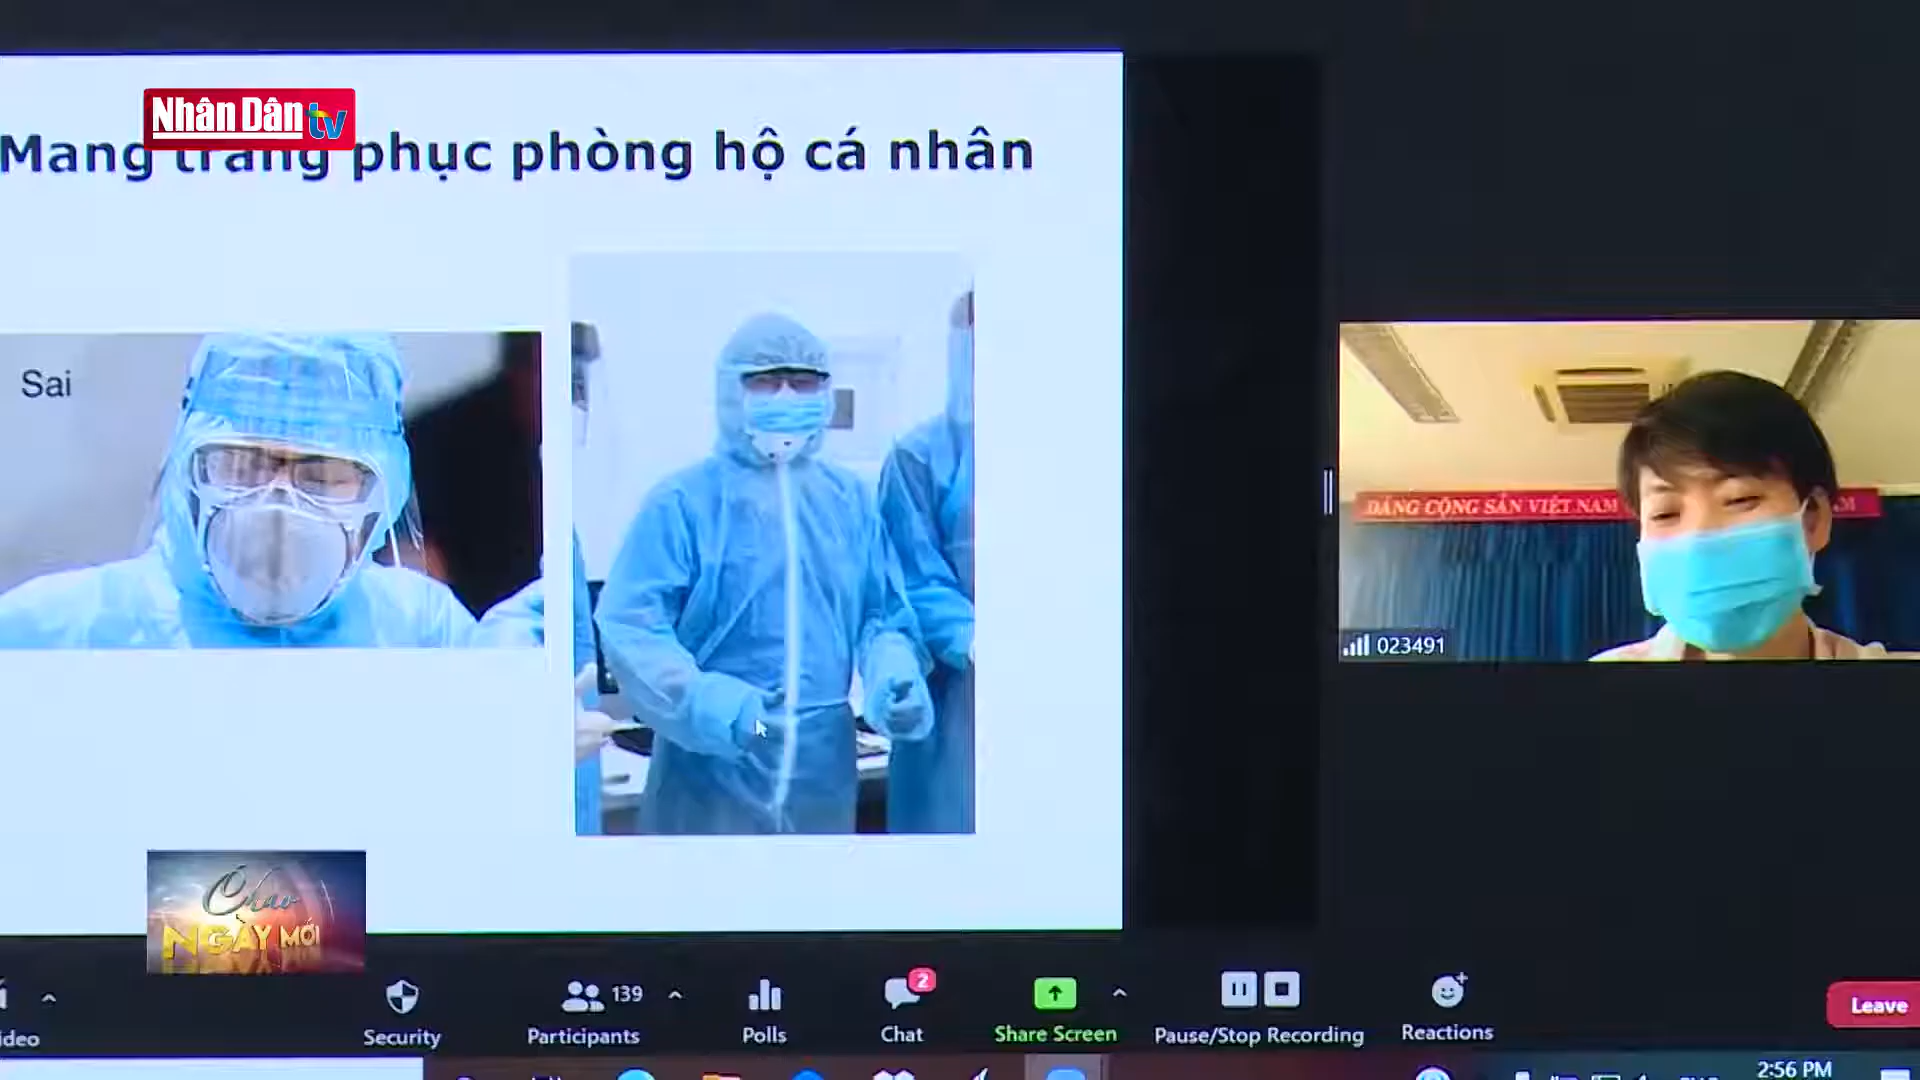 Nhân Dân tv
Mang trang phục phòng hộ cá nhân
Sai
ĐẢNG CỘNG SẢN VIỆT NAM
023491
Chào
NGÀY MỚI
139
2
Security
Participants
Polls
Chat
Share Screen
Pause/Stop Recording
Reactions
Leave
2:56 PM